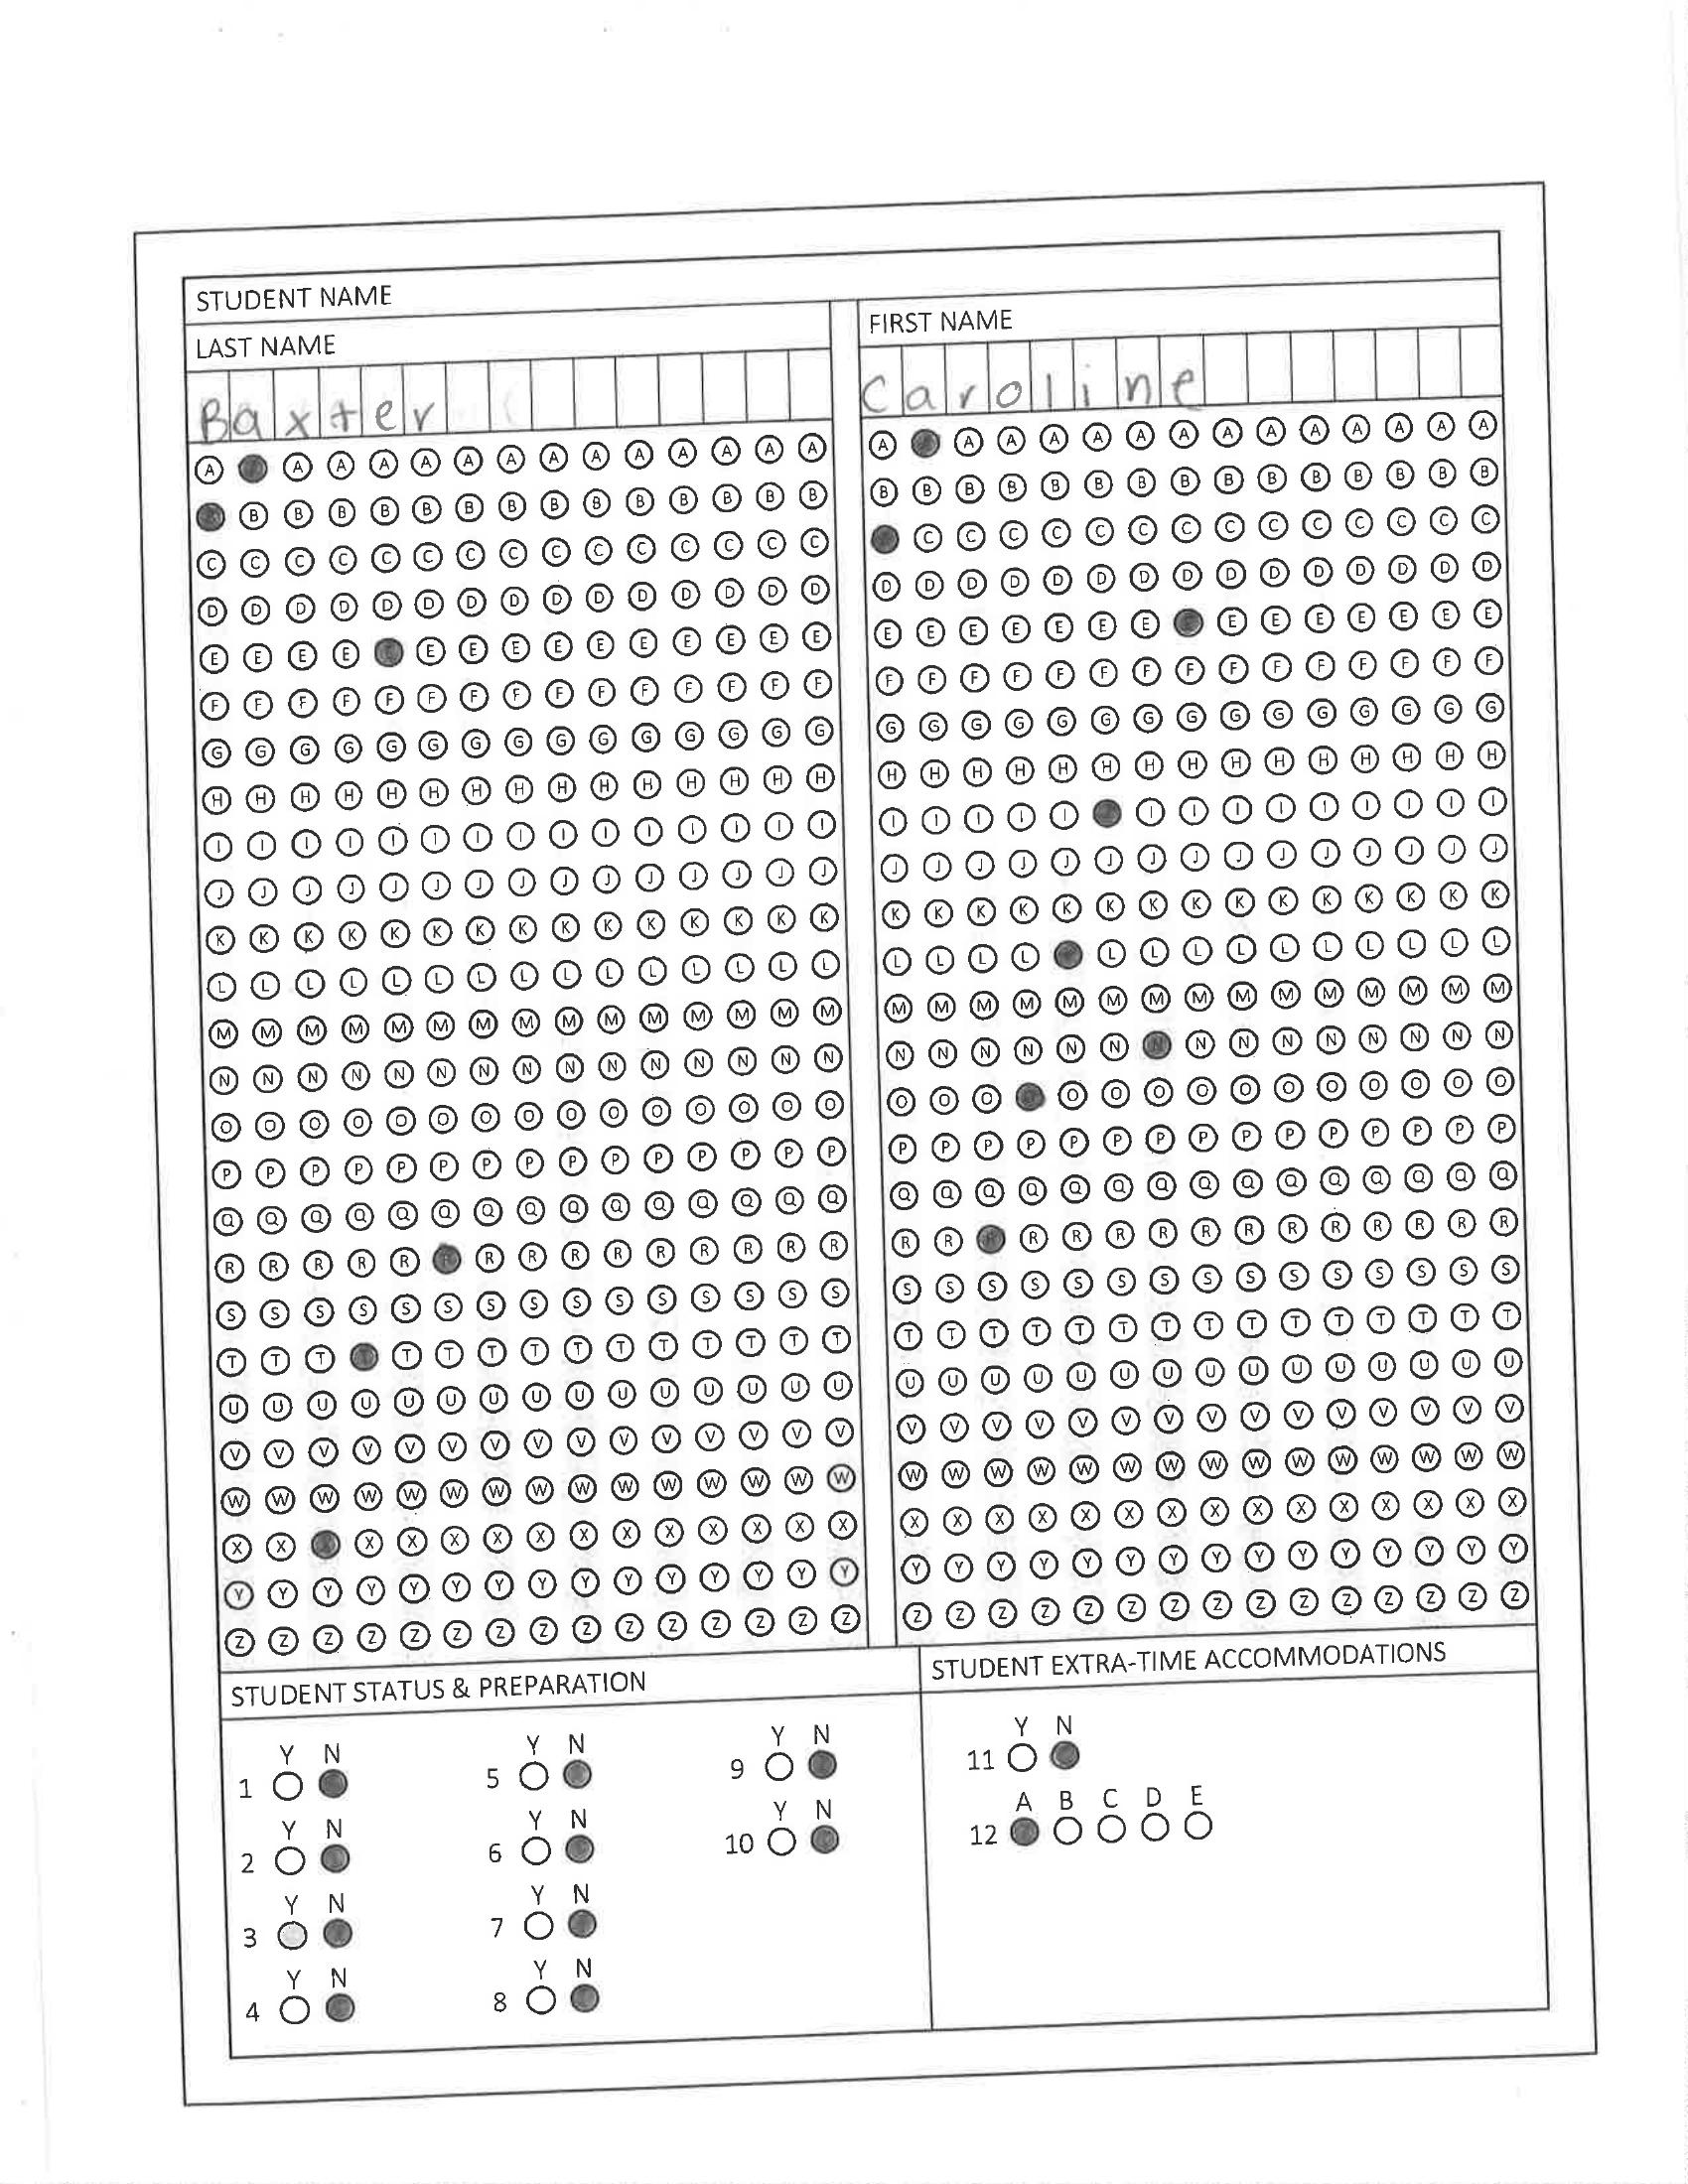 STUDENT NAME
LAST NAME
FIRST NAME
Baxter
Caroline
A A A A A A A A A A A A A A A A A A A A A A A A A A A A
B B B B B B B B B B B B B B B B B B B B B B B B B B B B B
C C C C C C C C C C C C C C C C C C C C C C C C C C C C C
D D D D D D D D D D D D D D D D D D D D D D D D D D D D D D
E E E E E E E E E E E E E E E E E E E E E E E E E E E E
F F F F F F F F F F F F F F F F F F F F F F F F F F F F F F
G G G G G G G G G G G G G G G G G G G G G G G G G G G G G G
H H H H H H H H H H H H H H H H H H H H H H H H H H H H H H
I I I I I I I I I I I I I I I I I I I I I I I I I I I I I
J J J J J J J J J J J J J J J J J J J J J J J J J J J J J J
K K K K K K K K K K K K K K K K K K K K K K K K K K K K K K
L L L L L L L L L L L L L L L L L L L L L L L L L L L L L
M M M M M M M M M M M M M M M M M M M M M M M M M M M M M M
N N N N N N N N N N N N N N N N N N N N N N N N N N N N N N
O O O O O O O O O O O O O O O O O O O O O O O O O O O O O
P P P P P P P P P P P P P P P P P P P P P P P P P P P P P P
Q Q Q Q Q Q Q Q Q Q Q Q Q Q Q Q Q Q Q Q Q Q Q Q Q Q Q Q Q Q
R R R R R R R R R R R R R R R R R R R R R R R R R R R R R R
S S S S S S S S S S S S S S S S S S S S S S S S S S S S S S
T T T T T T T T T T T T T T T T T T T T T T T T T T T T T T
U U U U U U U U U U U U U U U U U U U U U U U U U U U U U U
V V V V V V V V V V V V V V V V V V V V V V V V V V V V V V
W W W W W W W W W W W W W W W W W W W W W W W W W W W W W W
X X X X X X X X X X X X X X X X X X X X X X X X X X X X X X
Y Y Y Y Y Y Y Y Y Y Y Y Y Y Y Y Y Y Y Y Y Y Y Y Y Y Y Y Y Y
Z Z Z Z Z Z Z Z Z Z Z Z Z Z Z Z Z Z Z Z Z Z Z Z Z Z Z Z Z Z
STUDENT STATUS & PREPARATION
Y N
1
Y N
2
Y N
3
Y N
4
Y N
5
Y N
6
Y N
7
Y N
8
Y N
9
Y N
10
STUDENT EXTRA-TIME ACCOMMODATIONS
Y N
11
A B C D E
12